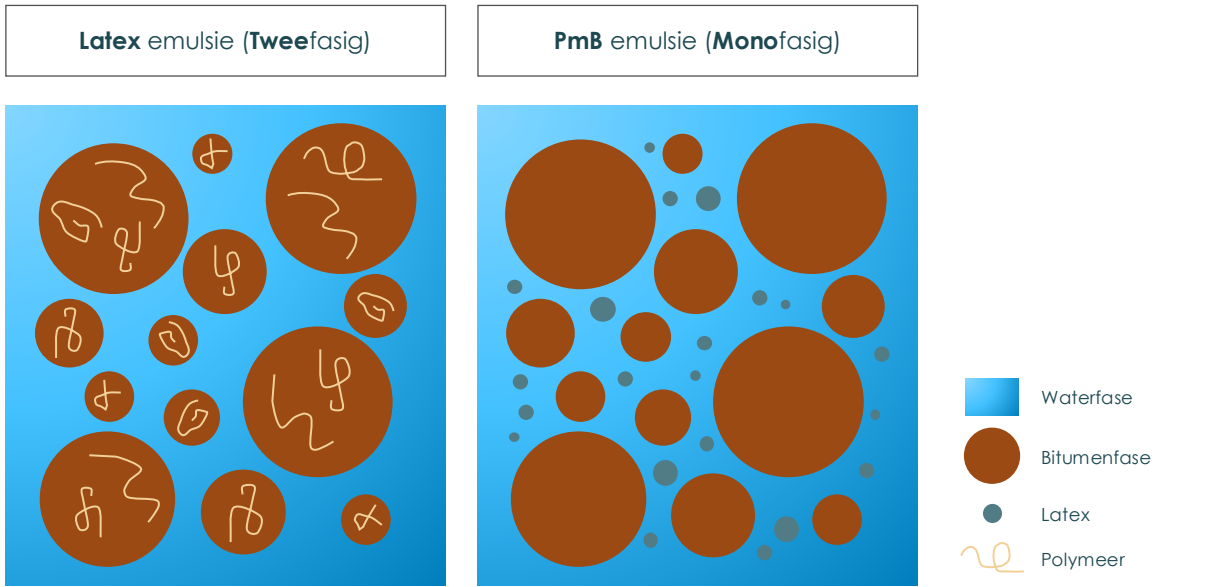 Latex emulsie (Tweefasig)
PmB emulsie (Monofasig)
Waterfase
Bitumenfase
Latex
Polymeer